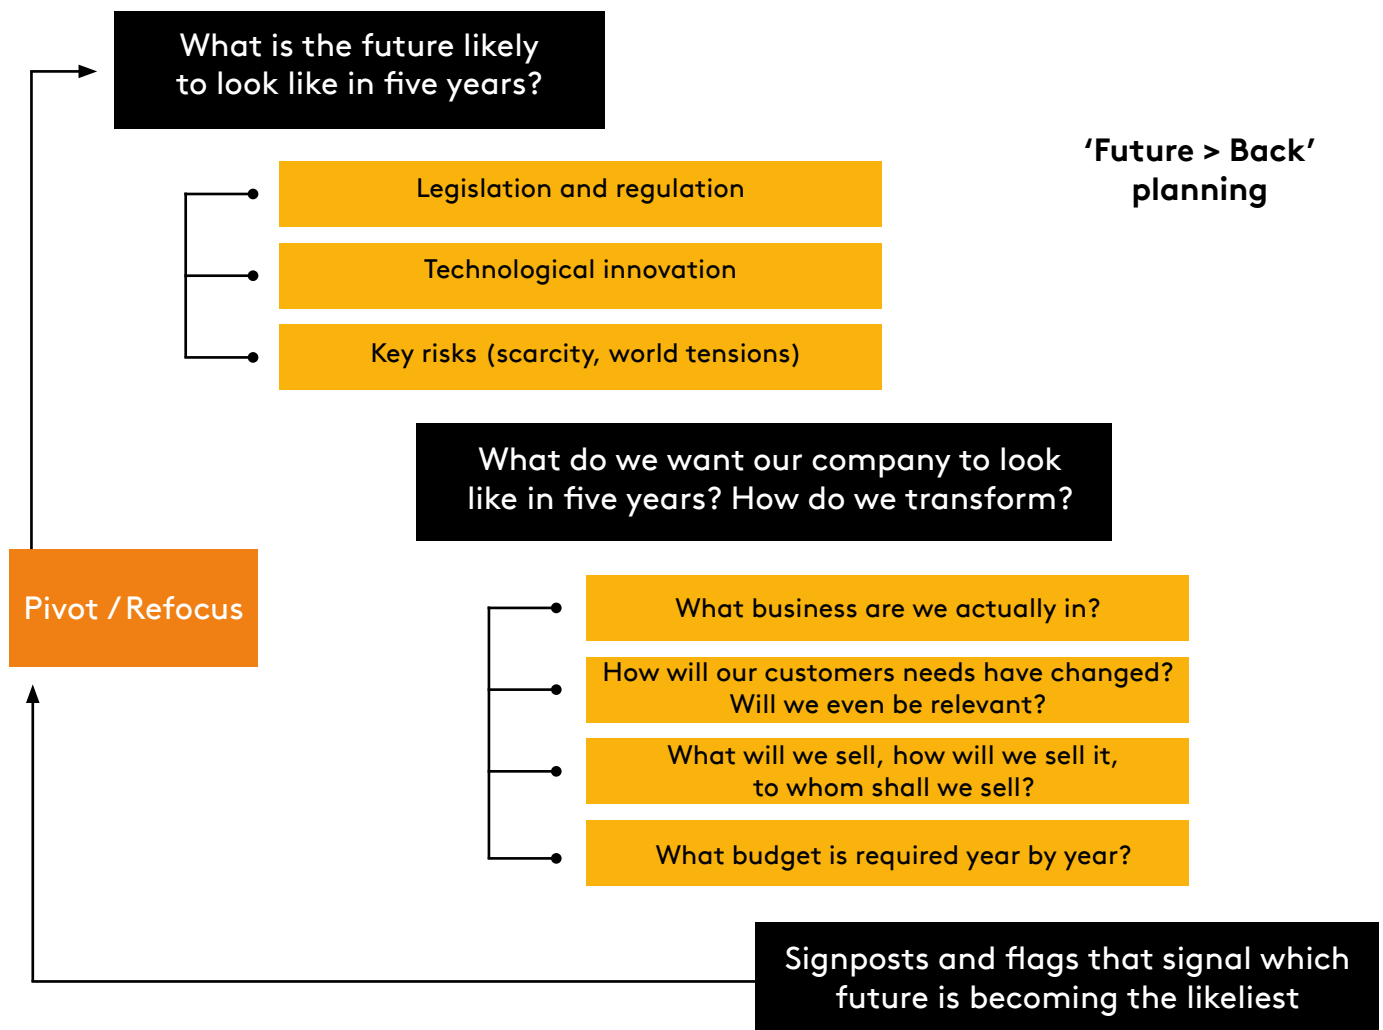 What is the future likely
to look like in five years?
‘Future > Back’
planning
Legislation and regulation
Technological innovation
Key risks (scarcity, world tensions)
What do we want our company to look
like in five years? How do we transform?
Pivot / Refocus
What business are we actually in?
How will our customers needs have changed?
Will we even be relevant?
What will we sell, how will we sell it,
to whom shall we sell?
What budget is required year by year?
Signposts and flags that signal which
future is becoming the likeliest